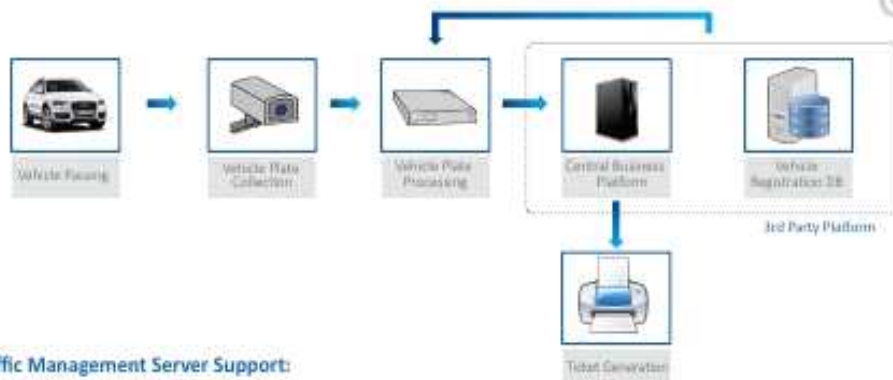 Vehicle Passing
Vehicle Plate
Collection
Vehicle Plate
Processing
Central Business
Platform
Vehicle
Registration DB
3rd Party Platform
Ticket Generation
ffic Management Server Support: